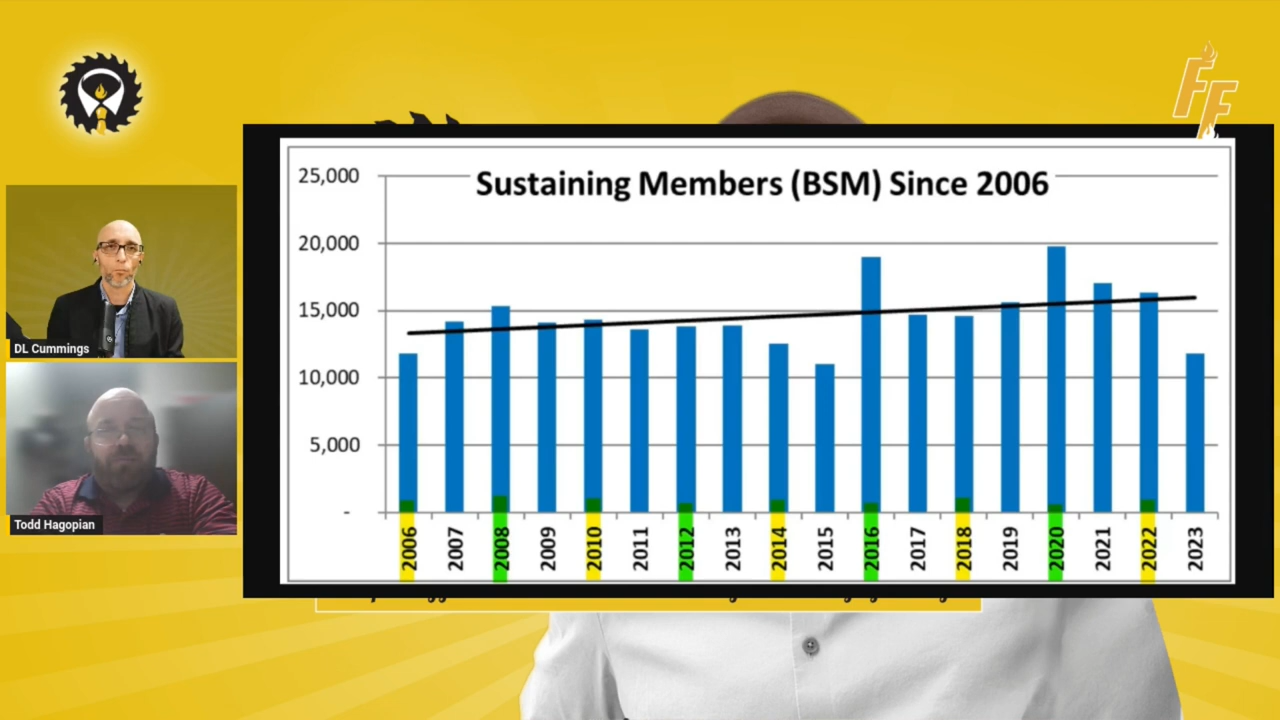 FF
Sustaining Members (BSM) Since 2006
25,000
20,000
15,000
10,000
5,000
-
2006 2007 2008 2009 2010 2011 2012 2013 2014 2015 2016 2017 2018 2019 2020 2021 2022 2023
DL Cummings
Todd Hagopian